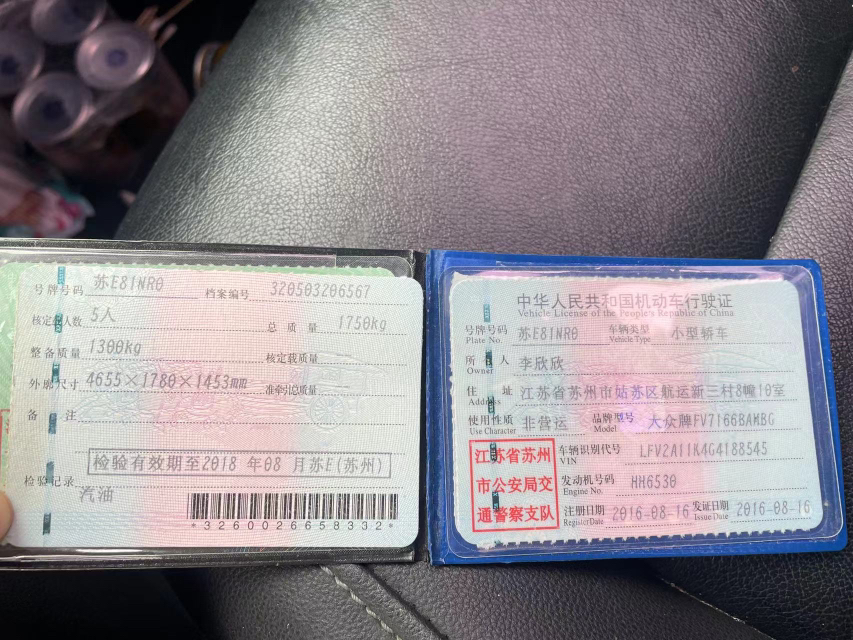 号牌号码 苏E81NR0 档案编号 320503206567
核定载人数 5人 总质量 1750kg
整备质量 1300kg 核定载质量
外廓尺寸 4655×1780×1453mm 准牵引总质量
备注
检验有效期至2018 年08 月苏E(苏州)
检验记录
汽油
*3260026658332*
中华人民共和国机动车行驶证
Vehicle License of the People's Republic of China
号牌号码 苏E81NR0 车辆类型 小型轿车
Plate No. Vehicle Type
所有人 李欣欣
Owner
住址 江苏省苏州市姑苏区航运新三村8幢10室
Address
使用性质 非营运 品牌型号 大众牌FV7166BAMBG
Use Character Model
江苏省苏州
市公安局交
通警察支队
车辆识别代号 LFV2A11K4G4188545
VIN
发动机号码 HH6530
Engine No.
注册日期 2016-08-16 发证日期 2016-08-16
Register Date Issue Date